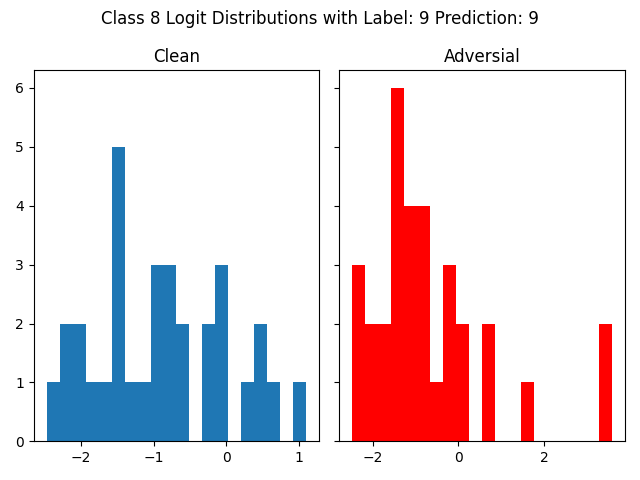 Class 8 Logit Distributions with Label: 9 Prediction: 9
Clean
Adversial
6
5
4
3
2
1
0
−2 −1 0 1
−2 0 2